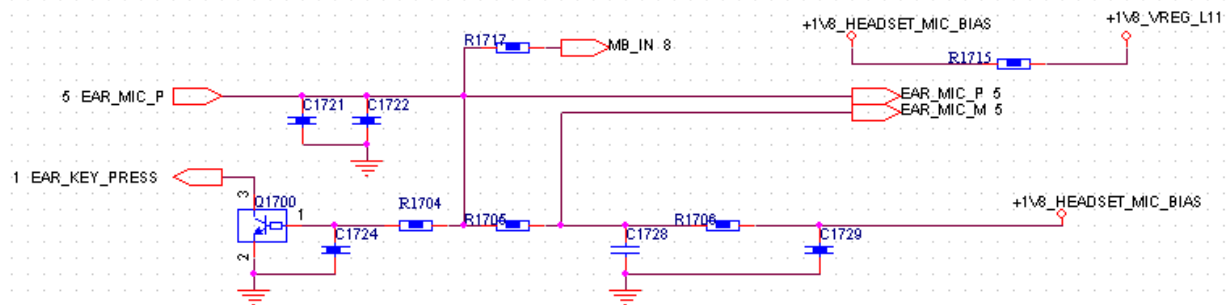 +1V8_VREG_L11
+1V8_HEADSET_MIC_BIAS
R1717
MB_IN 8
R1715
5 EAR_MIC_P
C1721
C1722
EAR_MIC_P 5
EAR_MIC_M 5
1 EAR_KEY_PRESS
3
Q1700
1
2
R1704
C1724
R1705
C1728
R1706
C1729
+1V8_HEADSET_MIC_BIAS